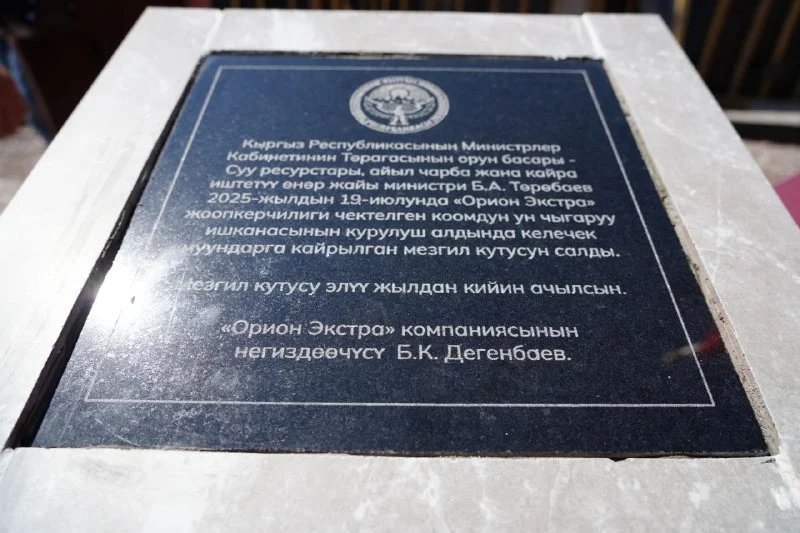 Кыргыз Республикасынын Министрлер
Кабинетинин Төрагасынын орун басары -
Суу ресурстары, айыл чарба жана кайра
иштетүү өнөр жайы министри Б.А. Төрөбаев
2025-жылдын 19-июлунда «Орион Экстра»
жоопкерчилиги чектелген коомдун ун чыгаруу
ишканасынын курулуш алдында келечек
муундарга кайрылган мезгил кутусун салды.
мезгил кутусу элүү жылдан кийин ачылсын.
«Орион Экстра» компаниясынын
негиздөөчүсү Б.К. Дегенбаев.